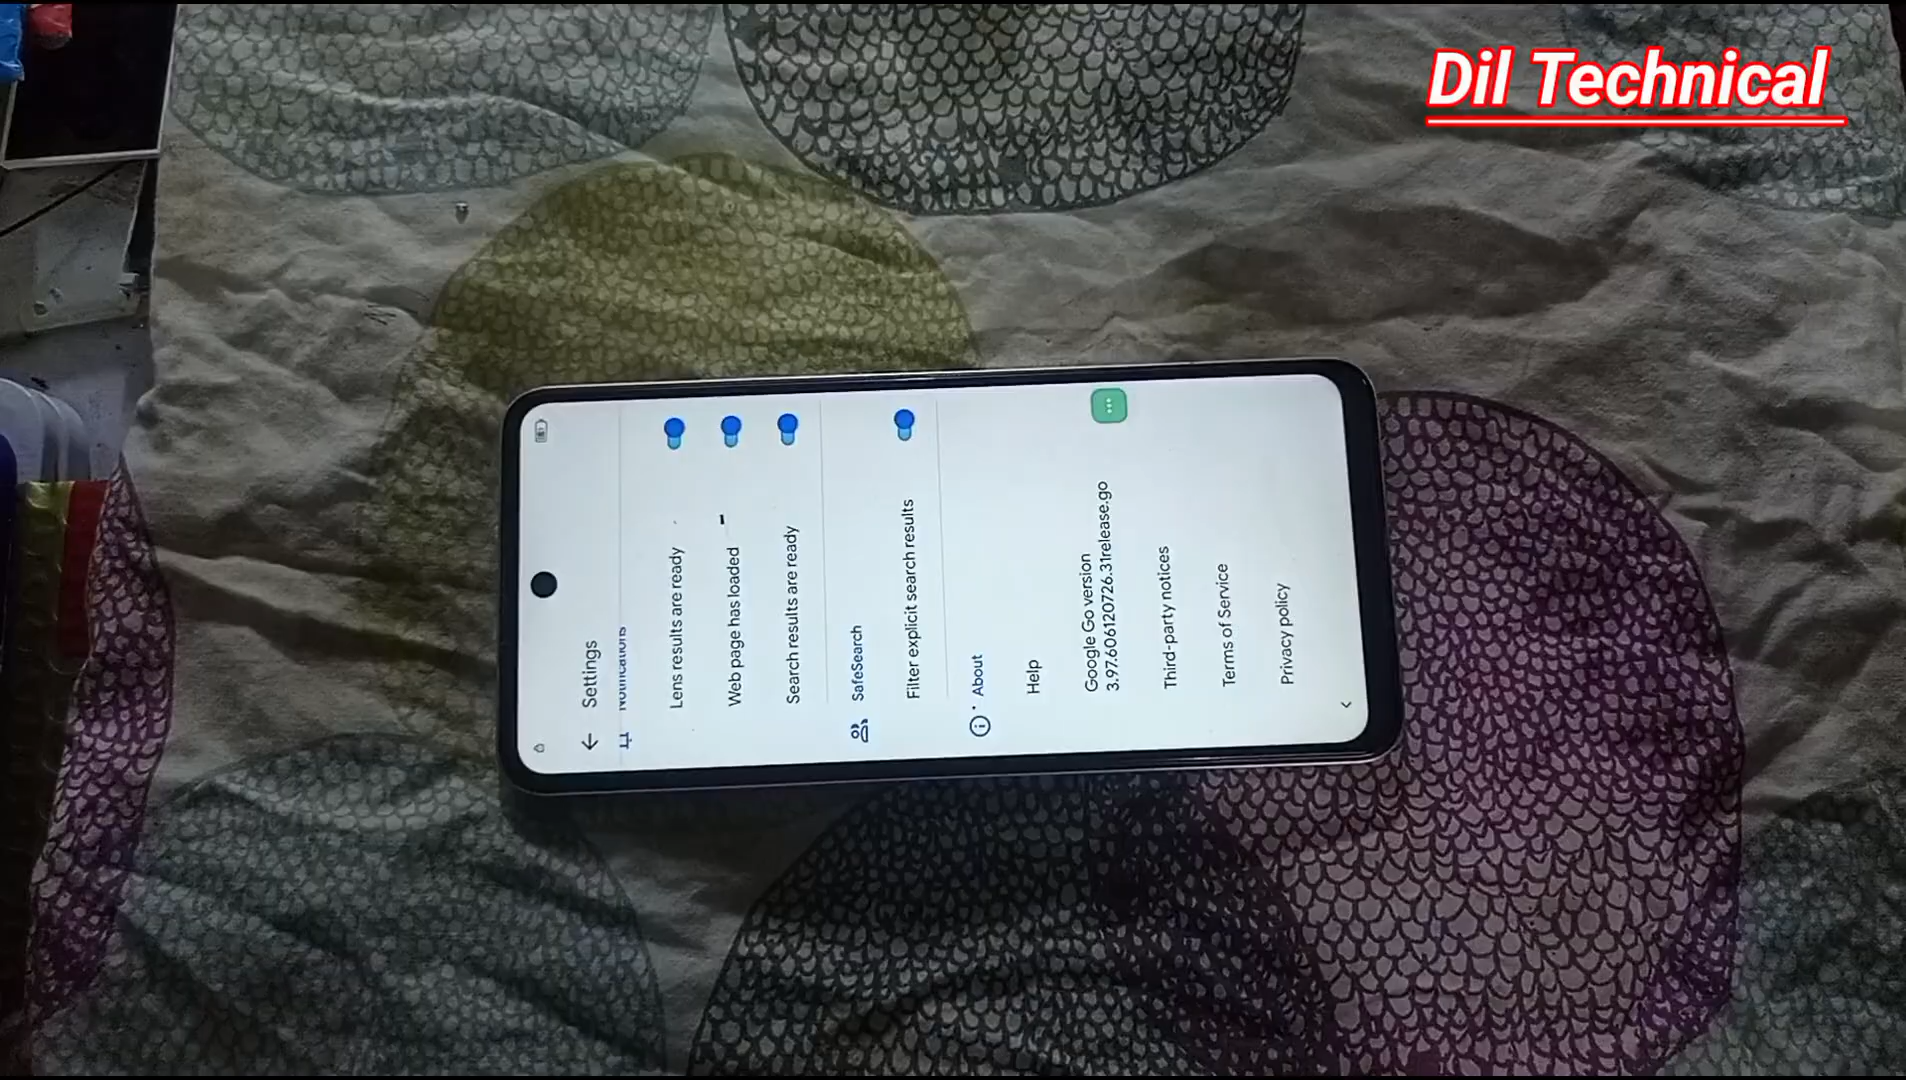 Dil Technical
Settings
Notifications
Lens results are ready
Web page has loaded
Search results are ready
SafeSearch
Filter explicit search results
About
Help
Google Go version
3.97.606120726.31release.go
Third-party notices
Terms of Service
Privacy policy